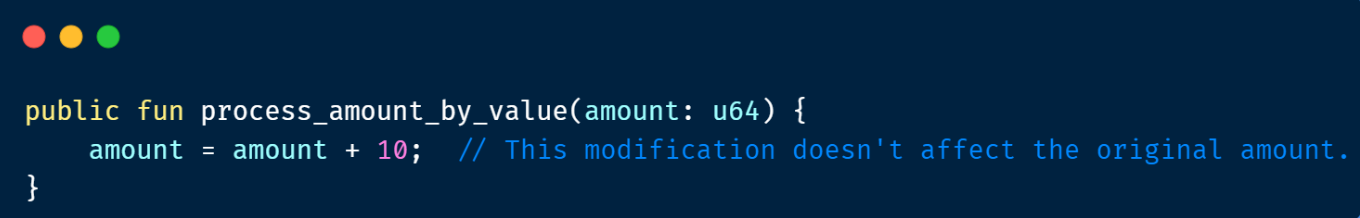 public fun process_amount_by_value(amount: u64) {
    amount = amount + 10;  // This modification doesn't affect the original amount.
}